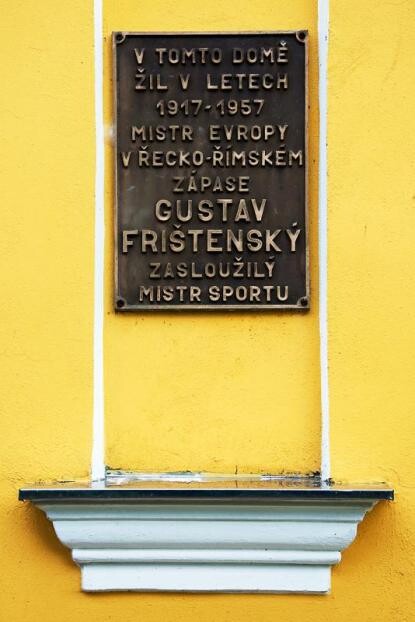 V TOMTO DOMĚ
ŽIL V LETECH
1917-1957
MISTR EVROPY
V ŘECKO-ŘÍMSKÉM
ZÁPASE
GUSTAV
FRIŠTENSKÝ
ZASLOUŽILÝ
MISTR SPORTU